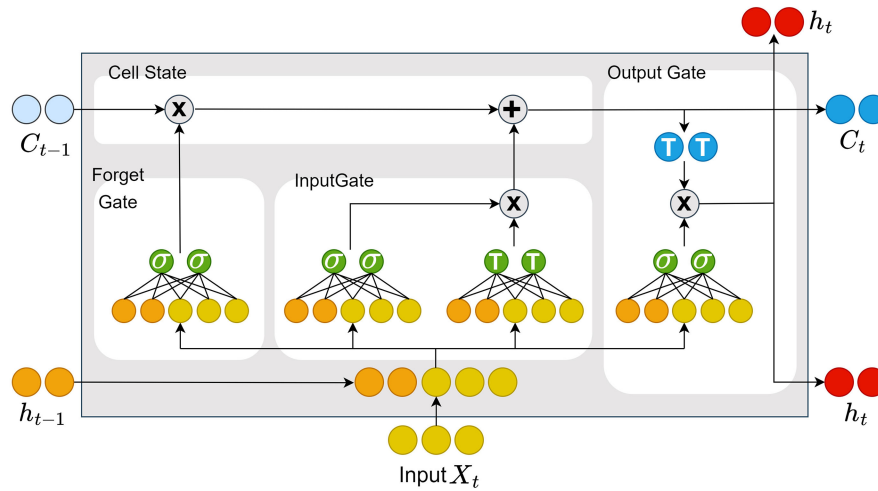 h_t
Cell State
Output Gate
X
+
C_{t-1}
C_t
T T
Forget
Gate
InputGate
X
X
σ σ
σ σ
T T
σ σ
h_{t-1}
h_t
Input X_t